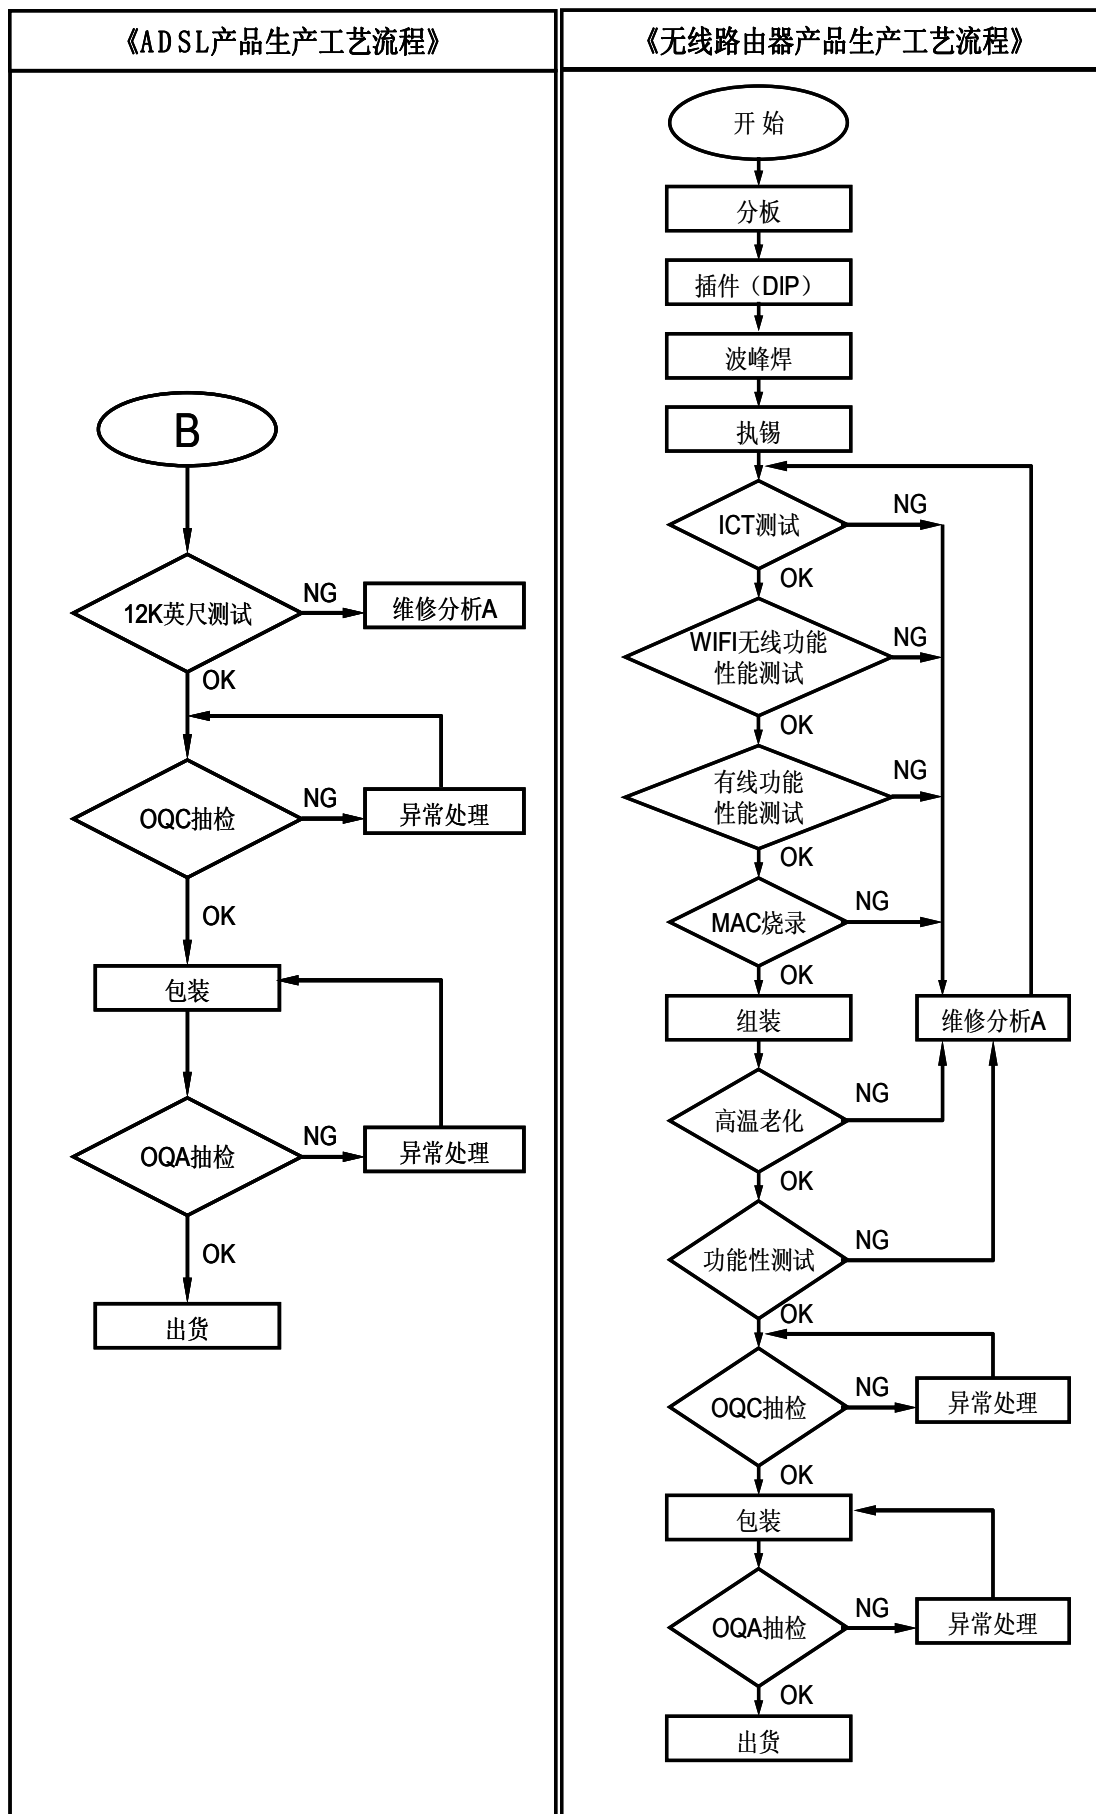 《ADSL产品生产工艺流程》
B
12K英尺测试
NG
维修分析A
OK
OQC抽检
NG
异常处理
OK
包装
OQA抽检
NG
异常处理
OK
出货
《无线路由器产品生产工艺流程》
开始
分板
插件（DIP）
波峰焊
执锡
ICT测试
NG
OK
WIFI无线功能
性能测试
NG
OK
有线功能
性能测试
NG
OK
MAC烧录
NG
OK
组装
维修分析A
高温老化
NG
OK
功能性测试
NG
OK
OQC抽检
NG
异常处理
OK
包装
OQA抽检
NG
异常处理
OK
出货